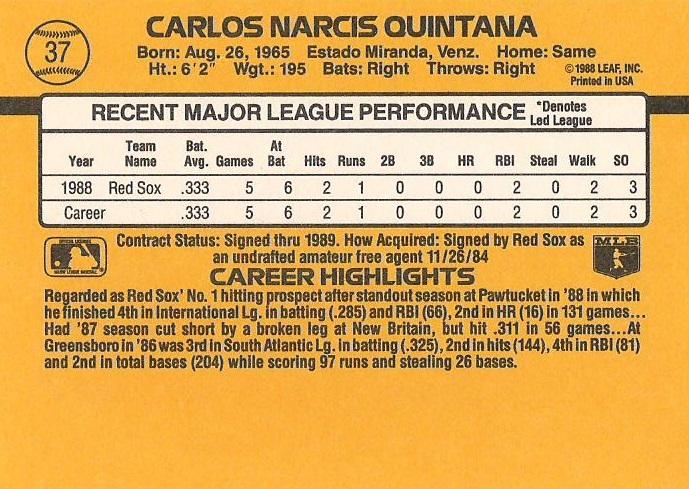 37
CARLOS NARCIS QUINTANA
Born: Aug. 26, 1965 Estado Miranda, Venz. Home: Same
Ht.: 6'2" Wgt.: 195 Bats: Right Throws: Right
©1988 LEAF, INC.
Printed in USA
RECENT MAJOR LEAGUE PERFORMANCE *Denotes Led League
Year Team Name Bat. Avg. Games At Bat Hits Runs 2B 3B HR RBI Steal Walk SO
1988 Red Sox .333 5 6 2 1 0 0 0 2 0 2 3
Career .333 5 6 2 1 0 0 0 2 0 2 3
Contract Status: Signed thru 1989. How Acquired: Signed by Red Sox as
an undrafted amateur free agent 11/26/84
MLB
CAREER HIGHLIGHTS
Regarded as Red Sox' No. 1 hitting prospect after standout season at Pawtucket in '88 in which
he finished 4th in International Lg. in batting (.285) and RBI (66), 2nd in HR (16) in 131 games...
Had '87 season cut short by a broken leg at New Britain, but hit .311 in 56 games...At
Greensboro in '86 was 3rd in South Atlantic Lg. in batting (.325), 2nd in hits (144), 4th in RBI (81)
and 2nd in total bases (204) while scoring 97 runs and stealing 26 bases.